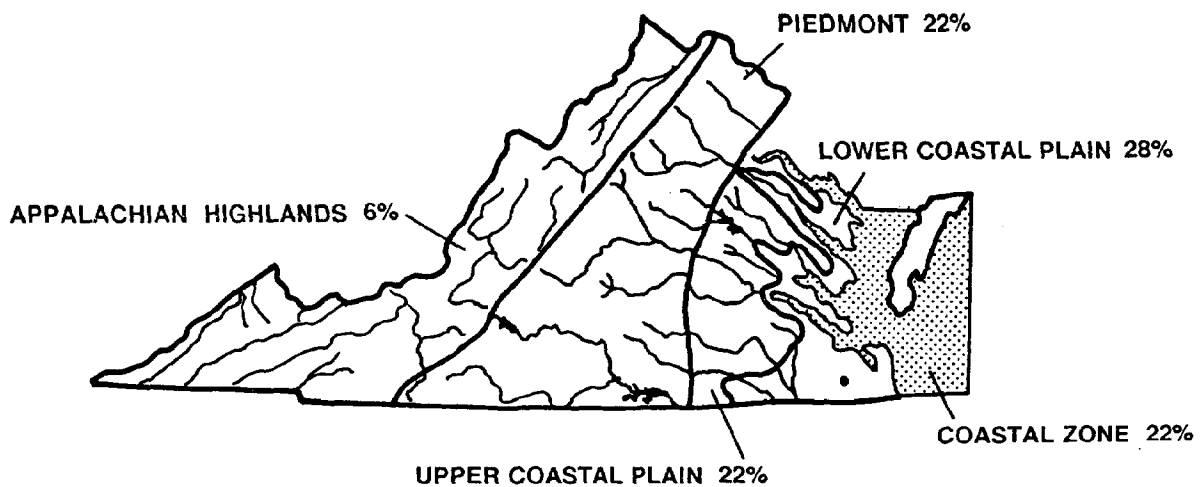 PIEDMONT 22%
LOWER COASTAL PLAIN 28%
APPALACHIAN HIGHLANDS 6%
COASTAL ZONE 22%
UPPER COASTAL PLAIN 22%